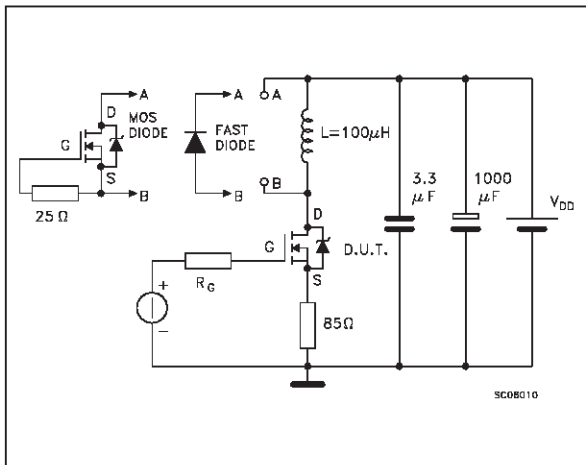 A
D
MOS
DIODE
G
S
B
25 Ω
A
FAST
DIODE
B
A
L=100μH
B
D
G
D.U.T.
S
RG
+
−
85Ω
3.3
μF
1000
μF
VDD
SC08010